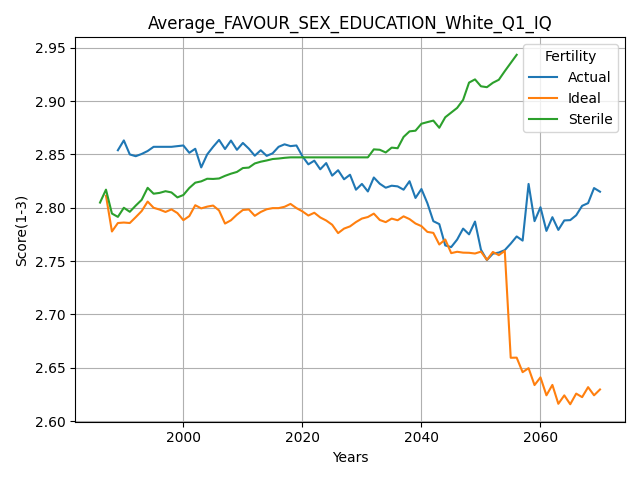 Average_FAVOUR_SEX_EDUCATION_White_Q1_IQ
2.95
2.90
2.85
2.80
2.75
2.70
2.65
2.60
Score(1-3)
Fertility
Actual
Ideal
Sterile
2000
2020
2040
2060
Years